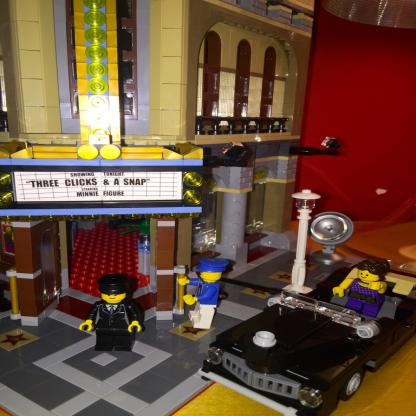 SHOWING TONIGHT
"THREE CLICKS & A SNAP"
STARRING
MINNIE FIGURE